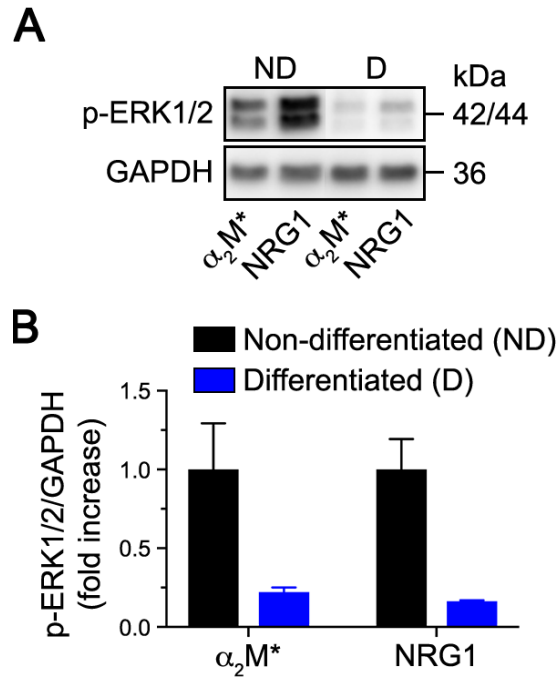 A
ND D kDa
p-ERK1/2 42/44
GAPDH 36
α₂M* NRG1 α₂M* NRG1
B
Non-differentiated (ND)
Differentiated (D)
p-ERK1/2/GAPDH
(fold increase)
1.5
1.0
0.5
0.0
α₂M* NRG1